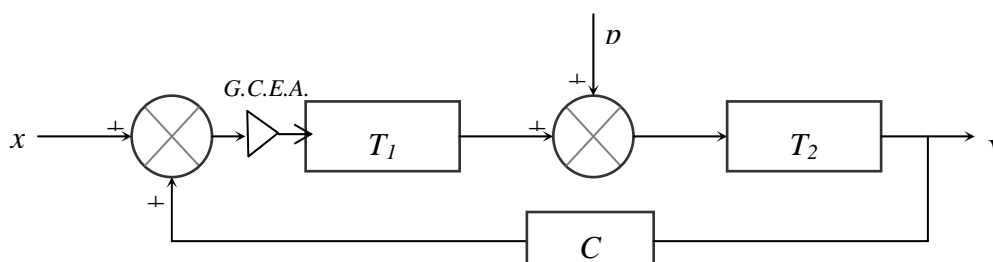 +
G.C.E.A.
x + T₁ + T₂
+
C